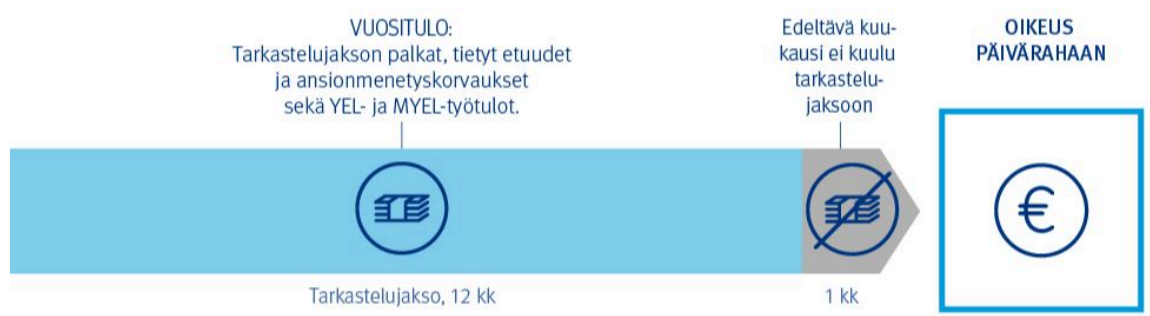 VUOSITULO:
Tarkastelujakson palkat, tietyt etuudet
ja ansionmenetyskorvaukset
sekä YEL- ja MYEL-työtulot.
Edeltävä kuu-
kausi ei kuulu
tarkastelu-
jaksoon
OIKEUS
PÄIVÄRAHAAN
€
Tarkastelujakso, 12 kk
1 kk